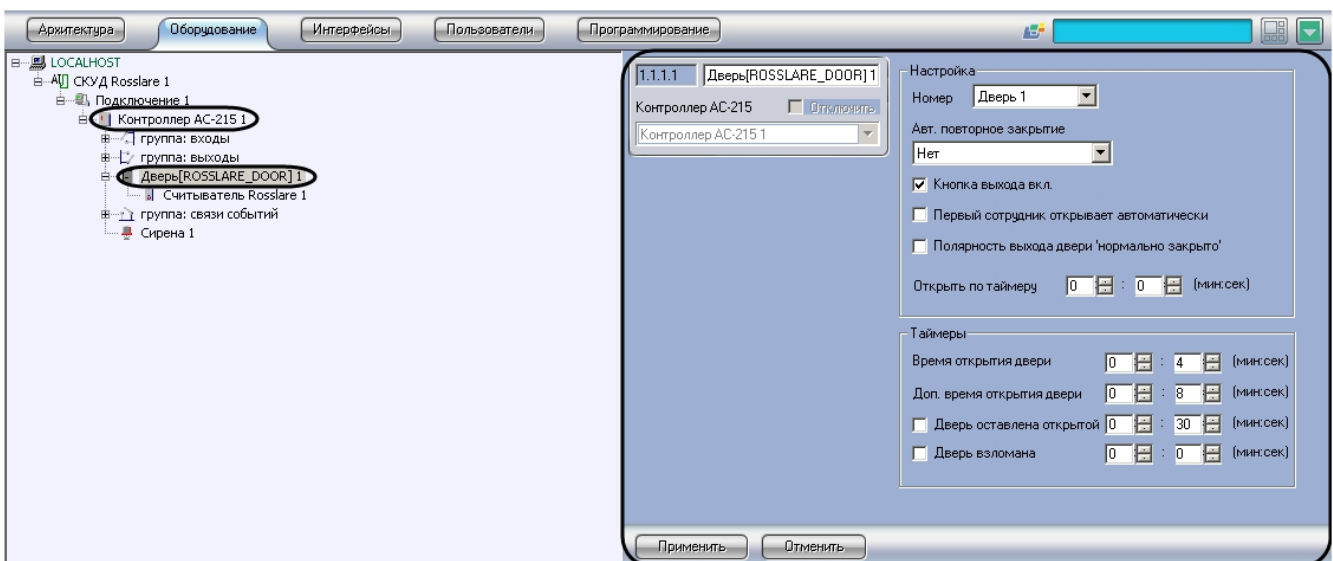 Архитектура Оборудование Интерфейсы Пользователи Программирование
LOCALHOST
СКУД Rosslare 1
Подключение 1
Контроллер AC-215 1
группа: входы
группа: выходы
Дверь[ROSSLARE_DOOR] 1
Считыватель Rosslare 1
группа: связи событий
Сирена 1
1.1.1.1 Дверь[ROSSLARE_DOOR] 1
Контроллер AC-215 Отключить
Контроллер AC-215 1
Настройка
Номер Дверь 1
Авт. повторное закрытие
Нет
Кнопка выхода вкл.
Первый сотрудник открывает автоматически
Полярность выхода двери 'нормально закрыто'
Открыть по таймеру 0 : 0 (мин:сек)
Таймеры
Время открытия двери 0 : 4 (мин:сек)
Доп. время открытия двери 0 : 8 (мин:сек)
Дверь оставлена открытой 0 : 30 (мин:сек)
Дверь взломана 0 : 0 (мин:сек)
Применить Отменить